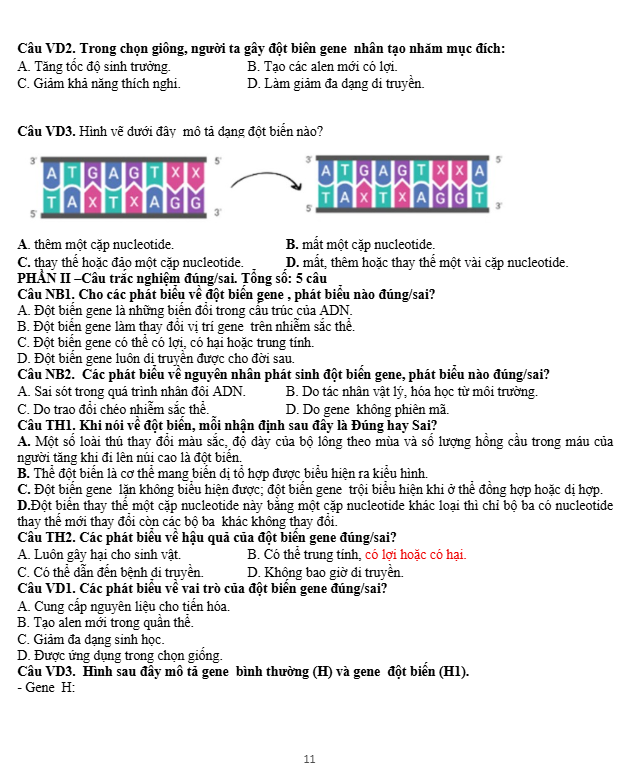 Câu VD2. Trong chọn giống, người ta gây đột biến gene nhân tạo nhằm mục đích:
A. Tăng tốc độ sinh trưởng. B. Tạo các alen mới có lợi.
C. Giảm khả năng thích nghi. D. Làm giảm đa dạng di truyền.
Câu VD3. Hình vẽ dưới đây mô tả dạng đột biến nào?
3' 5' 3' 5'
A T G A G T X X A T G A G T X X A
T A X T X A G G T A X T X A G G T
5' 3' 5' 3'
A. thêm một cặp nucleotide. B. mất một cặp nucleotide.
C. thay thế hoặc đảo một cặp nucleotide. D. mất, thêm hoặc thay thế một vài cặp nucleotide.
PHẦN II –Câu trắc nghiệm đúng/sai. Tổng số: 5 câu
Câu NB1. Cho các phát biểu về đột biến gene , phát biểu nào đúng/sai?
A. Đột biến gene là những biến đổi trong cấu trúc của ADN.
B. Đột biến gene làm thay đổi vị trí gene trên nhiễm sắc thể.
C. Đột biến gene có thể có lợi, có hại hoặc trung tính.
D. Đột biến gene luôn di truyền được cho đời sau.
Câu NB2. Các phát biểu về nguyên nhân phát sinh đột biến gene, phát biểu nào đúng/sai?
A. Sai sót trong quá trình nhân đôi ADN. B. Do tác nhân vật lý, hóa học từ môi trường.
C. Do trao đổi chéo nhiễm sắc thể. D. Do gene không phiên mã.
Câu TH1. Khi nói về đột biến, mỗi nhận định sau đây là Đúng hay Sai?
A. Một số loài thú thay đổi màu sắc, độ dày của bộ lông theo mùa và số lượng hồng cầu trong máu của
người tăng khi đi lên núi cao là đột biến.
B. Thể đột biến là cơ thể mang biến dị tổ hợp được biểu hiện ra kiểu hình.
C. Đột biến gene lặn không biểu hiện được; đột biến gene trội biểu hiện khi ở thể đồng hợp hoặc dị hợp.
D.Đột biến thay thế một cặp nucleotide này bằng một cặp nucleotide khác loại thì chỉ bộ ba có nucleotide
thay thế mới thay đổi còn các bộ ba khác không thay đổi.
Câu TH2. Các phát biểu về hậu quả của đột biến gene đúng/sai?
A. Luôn gây hại cho sinh vật. B. Có thể trung tính, có lợi hoặc có hại.
C. Có thể dẫn đến bệnh di truyền. D. Không bao giờ di truyền.
Câu VD1. Các phát biểu về vai trò của đột biến gene đúng/sai?
A. Cung cấp nguyên liệu cho tiến hóa.
B. Tạo alen mới trong quần thể.
C. Giảm đa dạng sinh học.
D. Được ứng dụng trong chọn giống.
Câu VD3. Hình sau đây mô tả gene bình thường (H) và gene đột biến (H1).
- Gene H:
11